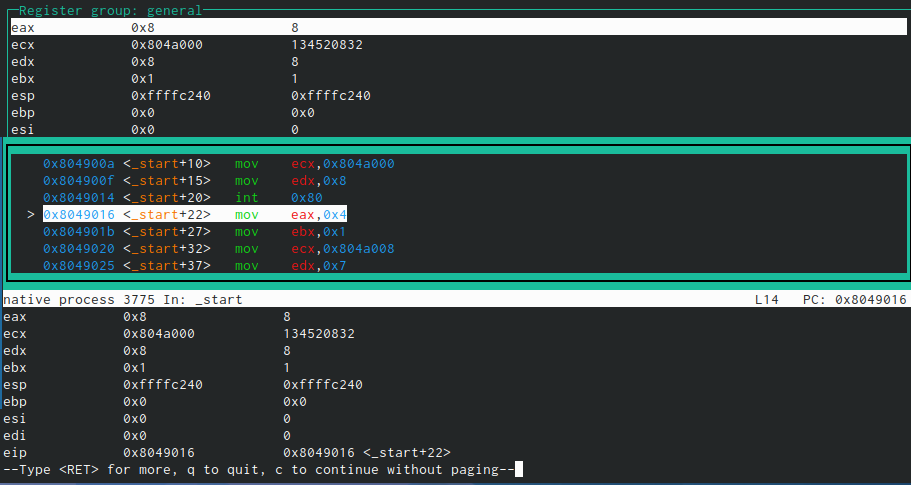 Register group: general
eax 0x8 8
ecx 0x804a000 134520832
edx 0x8 8
ebx 0x1 1
esp 0xffffc240 0xffffc240
ebp 0x0 0x0
esi 0x0 0
0x804900a <_start+10> mov ecx,0x804a000
0x804900f <_start+15> mov edx,0x8
0x8049014 <_start+20> int 0x80
> 0x8049016 <_start+22> mov eax,0x4
0x804901b <_start+27> mov ebx,0x1
0x8049020 <_start+32> mov ecx,0x804a008
0x8049025 <_start+37> mov edx,0x7
native process 3775 In: _start L14 PC: 0x8049016
eax 0x8 8
ecx 0x804a000 134520832
edx 0x8 8
ebx 0x1 1
esp 0xffffc240 0xffffc240
ebp 0x0 0x0
esi 0x0 0
edi 0x0 0
eip 0x8049016 0x8049016 <_start+22>
--Type <RET> for more, q to quit, c to continue without paging--